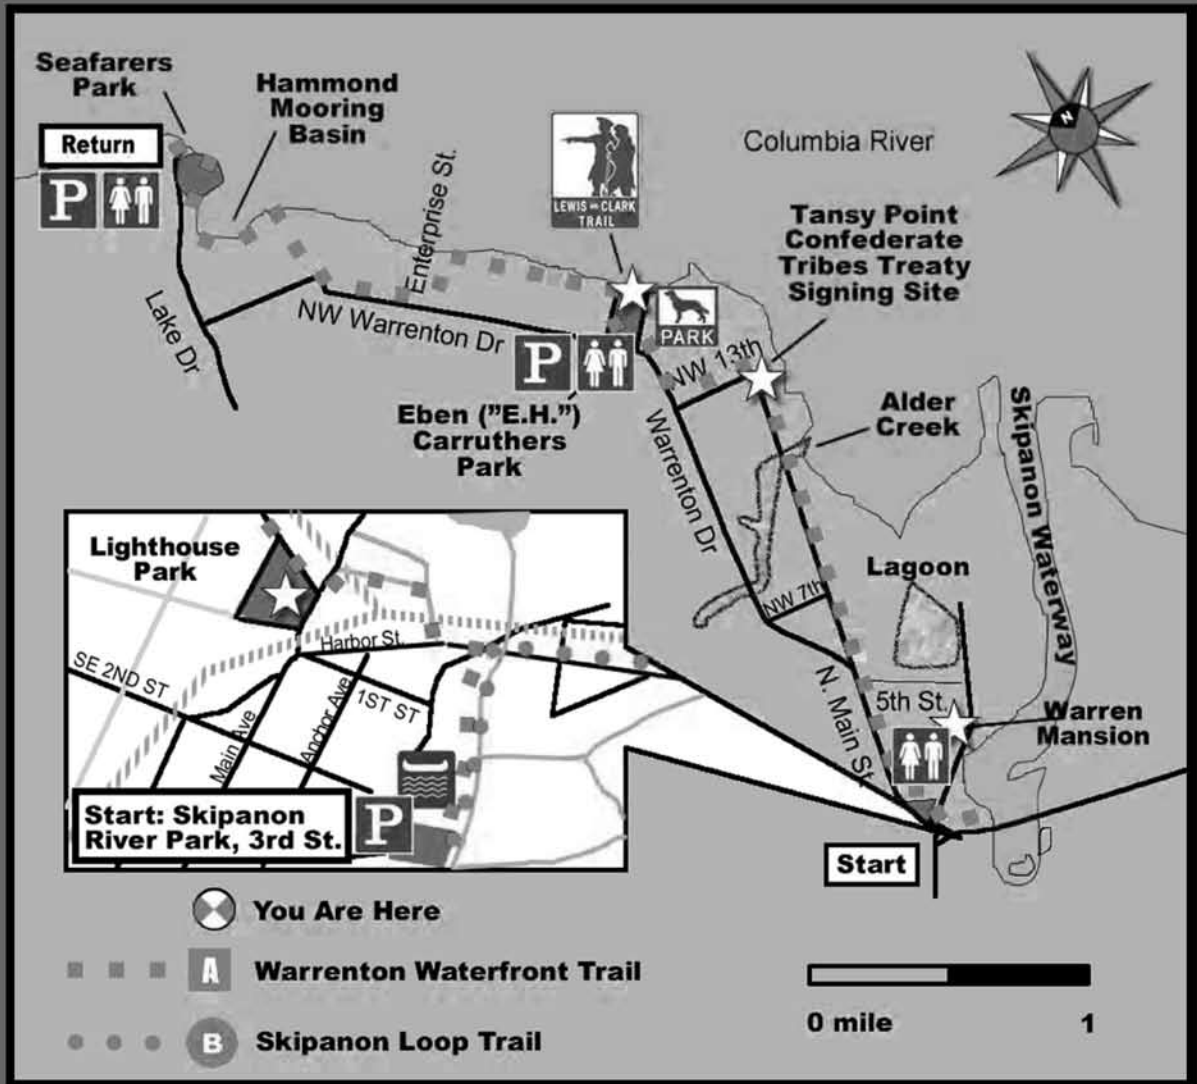 Seafarers
Park
Return
P
Hammond
Mooring
Basin
Enterprise St.
LEWIS AND CLARK
TRAIL
Columbia River
N
Tansy Point
Confederate
Tribes Treaty
Signing Site
PARK
NW 13th
Lake Dr
NW Warrenton Dr
P
Eben ("E.H.")
Carruthers
Park
Warrenton Dr
Alder
Creek
Skipanon Waterway
Lagoon
NW 7th
N. Main St.
5th St.
Warren
Mansion
Start
Lighthouse
Park
Harbor St.
SE 2ND ST
1ST ST
Main Ave
Anchor Ave
Start: Skipanon
River Park, 3rd St.
P
You Are Here
A Warrenton Waterfront Trail
B Skipanon Loop Trail
0 mile 1